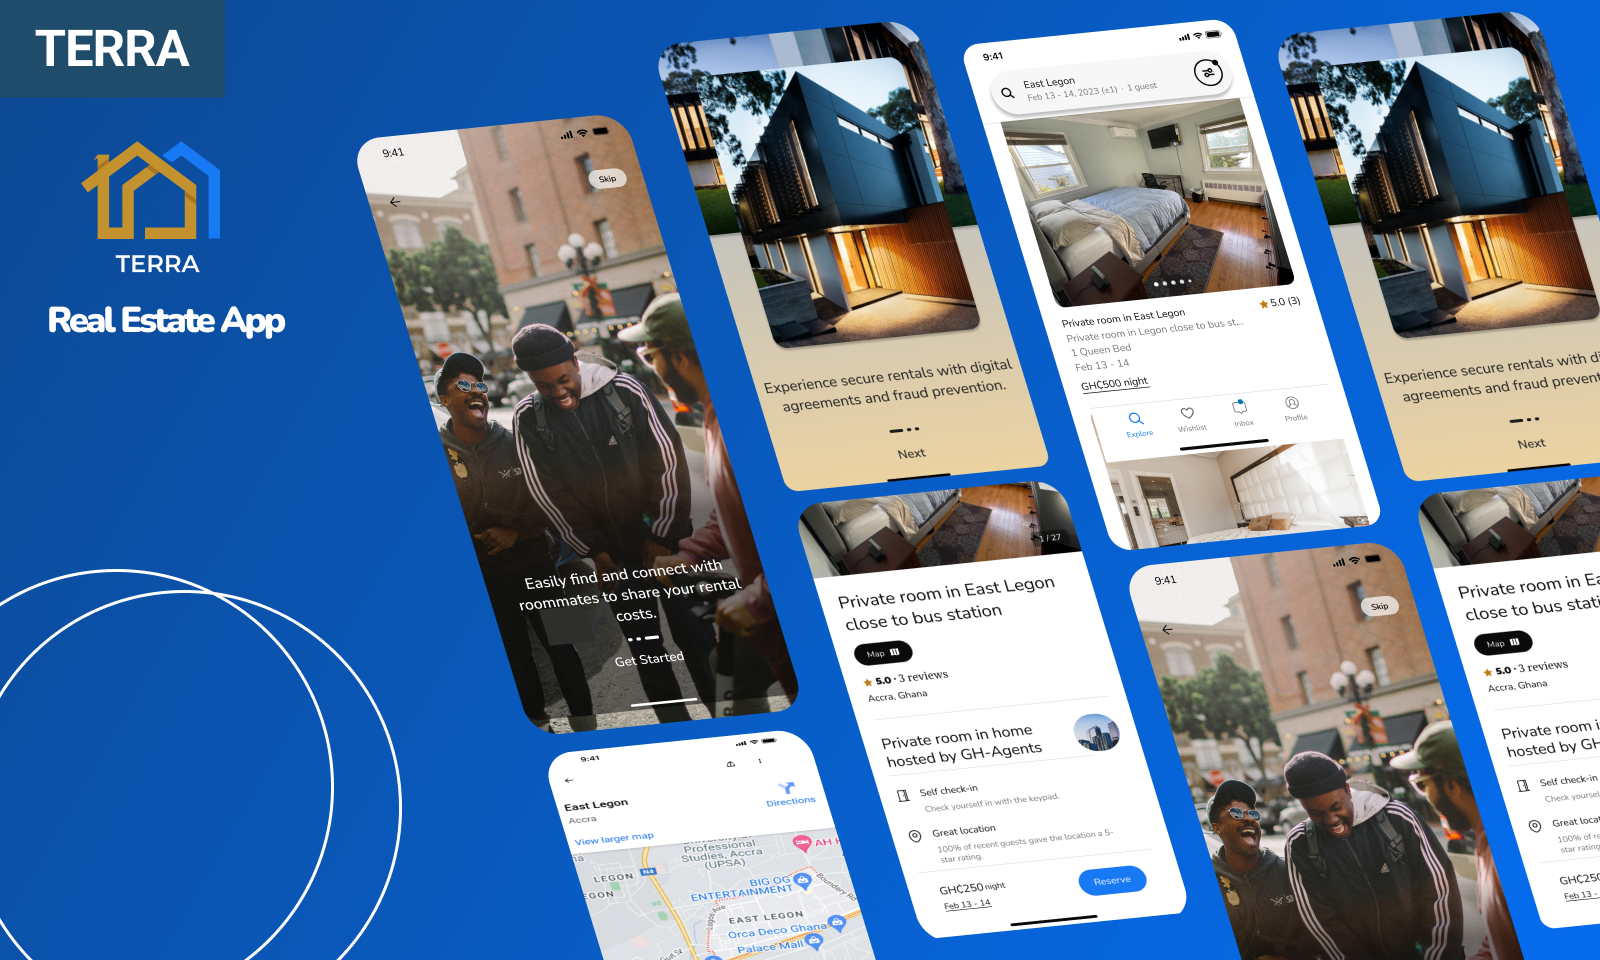 TERRA
TERRA
Real Estate App
9:41
Skip
Easily find and connect with
roommates to share your rental
costs.
Get Started
Experience secure rentals with digital
agreements and fraud prevention.
Next
9:41
East Legon
Feb 13 - 14, 2023 (±1) · 1 guest
Private room in East Legon
5.0 (3)
Private room in Legon close to bus st...
1 Queen Bed
Feb 13 - 14
GH₵500 night
Explore
Wishlist
Inbox
Profile
Experience secure rentals with di
agreements and fraud prevent
Next
9:41
East Legon
Accra
Directions
View larger map
Professional
Studies, Accra
(UPSA)
AH H
N4
LEGON
EGON
BIG OG
ENTERTAINMENT
Boundary Rd
EAST LEGON
Orca Deco Ghana
Palace Mall
1 / 27
Private room in East Legon
close to bus station
Map
5.0 · 3 reviews
Accra, Ghana
Private room in home
hosted by GH-Agents
Self check-in
Check yourself in with the keypad.
Great location
100% of recent guests gave the location a 5-
star rating.
GH₵250 night
Feb 13 - 14
Reserve
9:41
Skip
Private room in Ea
close to bus stati
Map
5.0 · 3 reviews
Accra, Ghana
Private room i
hosted by GH
Self check-in
Check yourself
Great locat
100% of re
star rating.
GH₵250
Feb 13 -